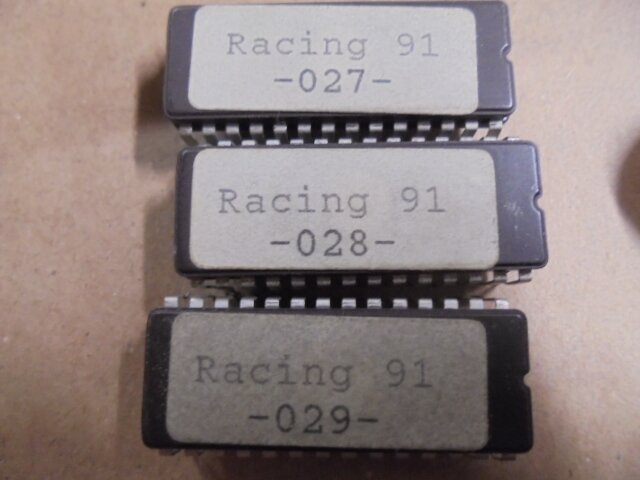 Racing 91
-027-
Racing 91
-028-
Racing 91
-029-